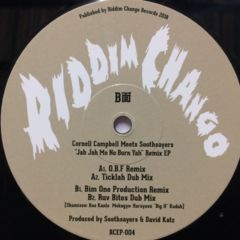 Published by Riddim Chango Records 2018
RIDDIM CHANGO
B面
Cornell Campbell Meets Soothsayers
"Jah Jah Me No Born Yah" Remix EP
A1. O.B.F Remix
A2. Ticklah Dub Mix
B1. Bim One Production Remix
B2. Rav Bites Dub Mix
Produced by Soothsayers & David Katz
RCEP-004